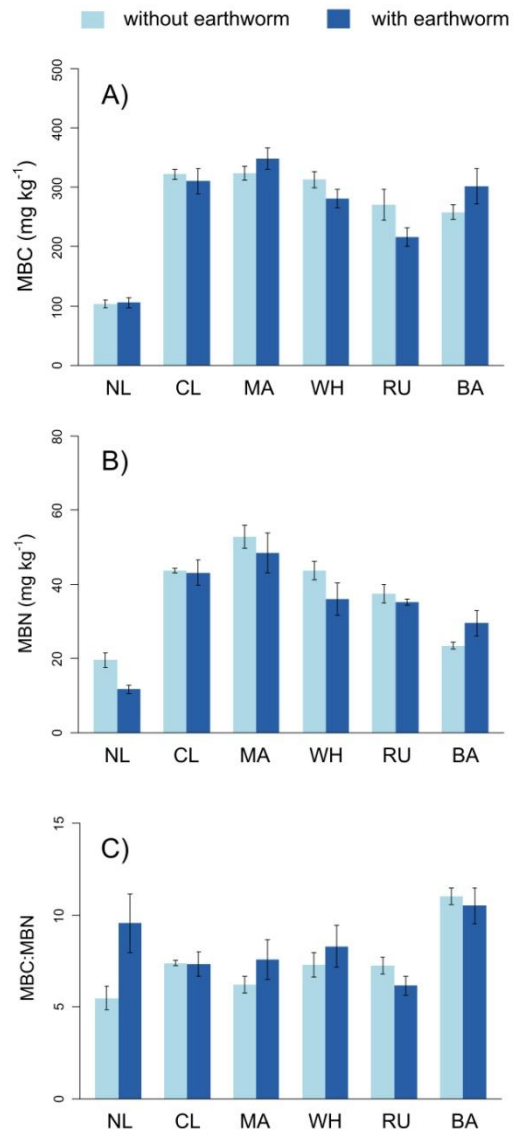 without earthworm with earthworm
A)
MBC (mg kg⁻¹)
500
400
300
200
100
0
NL CL MA WH RU BA
B)
MBN (mg kg⁻¹)
80
60
40
20
0
NL CL MA WH RU BA
C)
MBC:MBN
15
10
5
0
NL CL MA WH RU BA